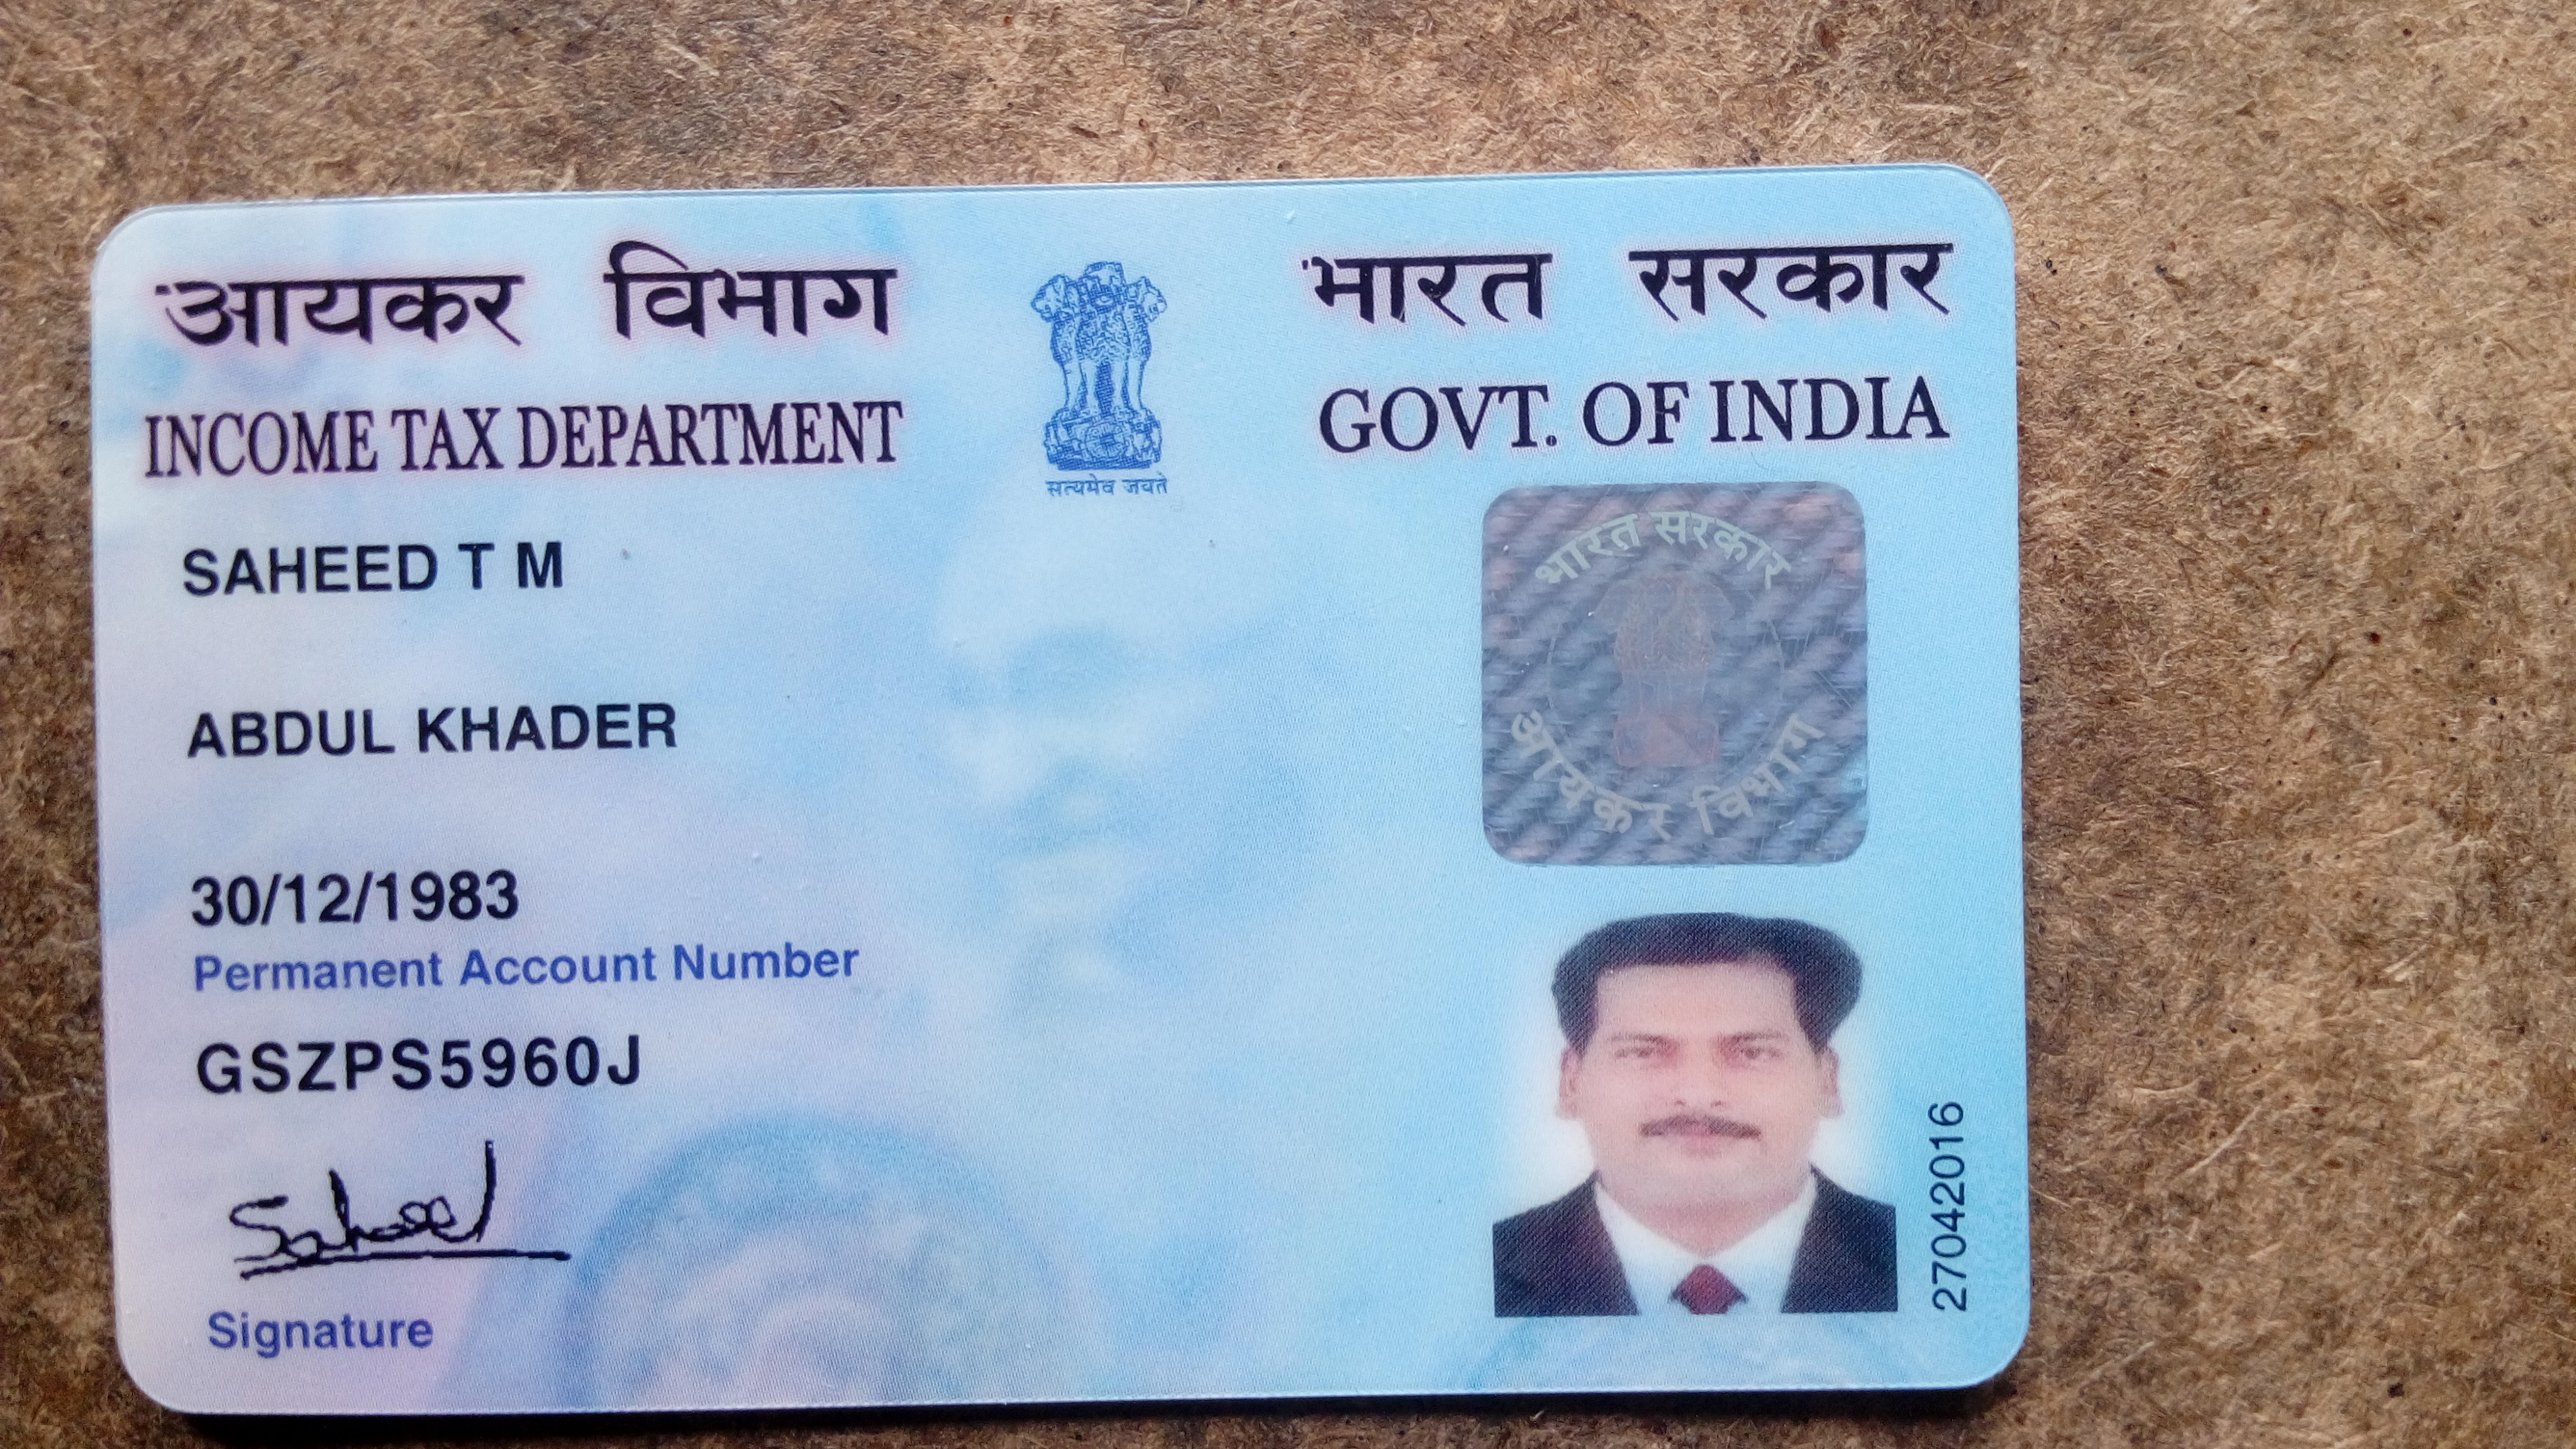 आयकर विभाग
INCOME TAX DEPARTMENT
सत्यमेव जयते
भारत सरकार
GOVT. OF INDIA
SAHEED T M
ABDUL KHADER
30/12/1983
Permanent Account Number
GSZPS5960J
Saheed
Signature
भारत सरकार
आयकर विभाग
27042016